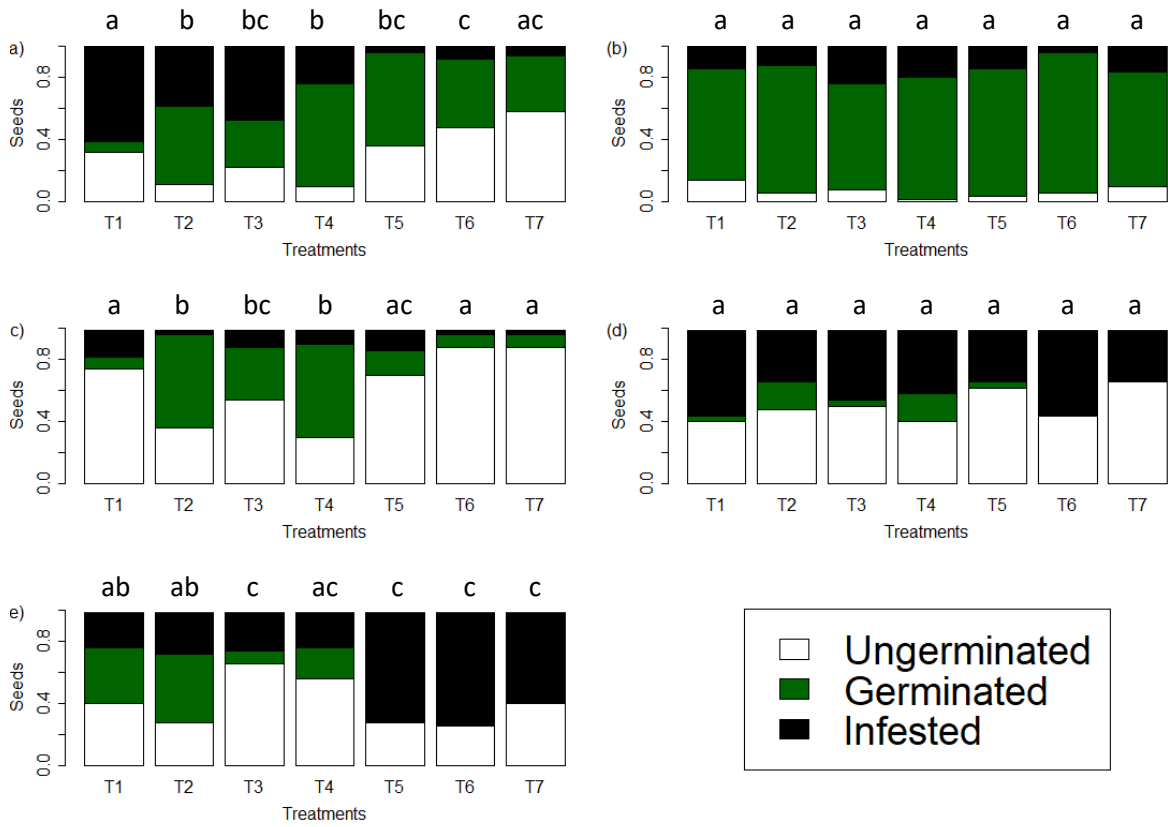 a b bc b bc c ac
a)
Seeds
0.0 0.4 0.8
T1 T2 T3 T4 T5 T6 T7
Treatments
a a a a a a a
(b)
Seeds
0.0 0.4 0.8
T1 T2 T3 T4 T5 T6 T7
Treatments
a b bc b ac a a
c)
Seeds
0.0 0.4 0.8
T1 T2 T3 T4 T5 T6 T7
Treatments
a a a a a a a
(d)
Seeds
0.0 0.4 0.8
T1 T2 T3 T4 T5 T6 T7
Treatments
ab ab c ac c c c
e)
Seeds
0.0 0.4 0.8
T1 T2 T3 T4 T5 T6 T7
Treatments
Ungerminated
Germinated
Infested